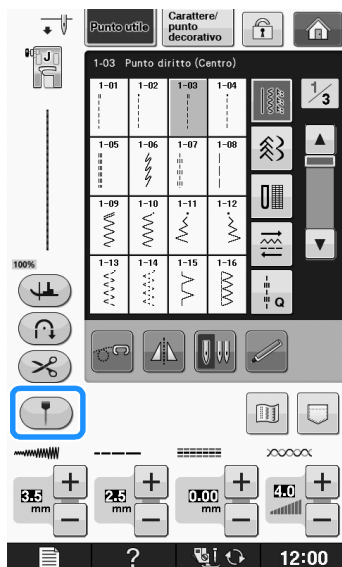 Punto utile
Carattere/
punto
decorativo
J
1-03 Punto diritto (Centro)
1-01 1-02 1-03 1-04
1/3
1-05 1-06 1-07 1-08
1-09 1-10 1-11 1-12
1-13 1-14 1-15 1-16
100%
Q
3.5 mm
2.5 mm
0.00 mm
4.0
?
12:00